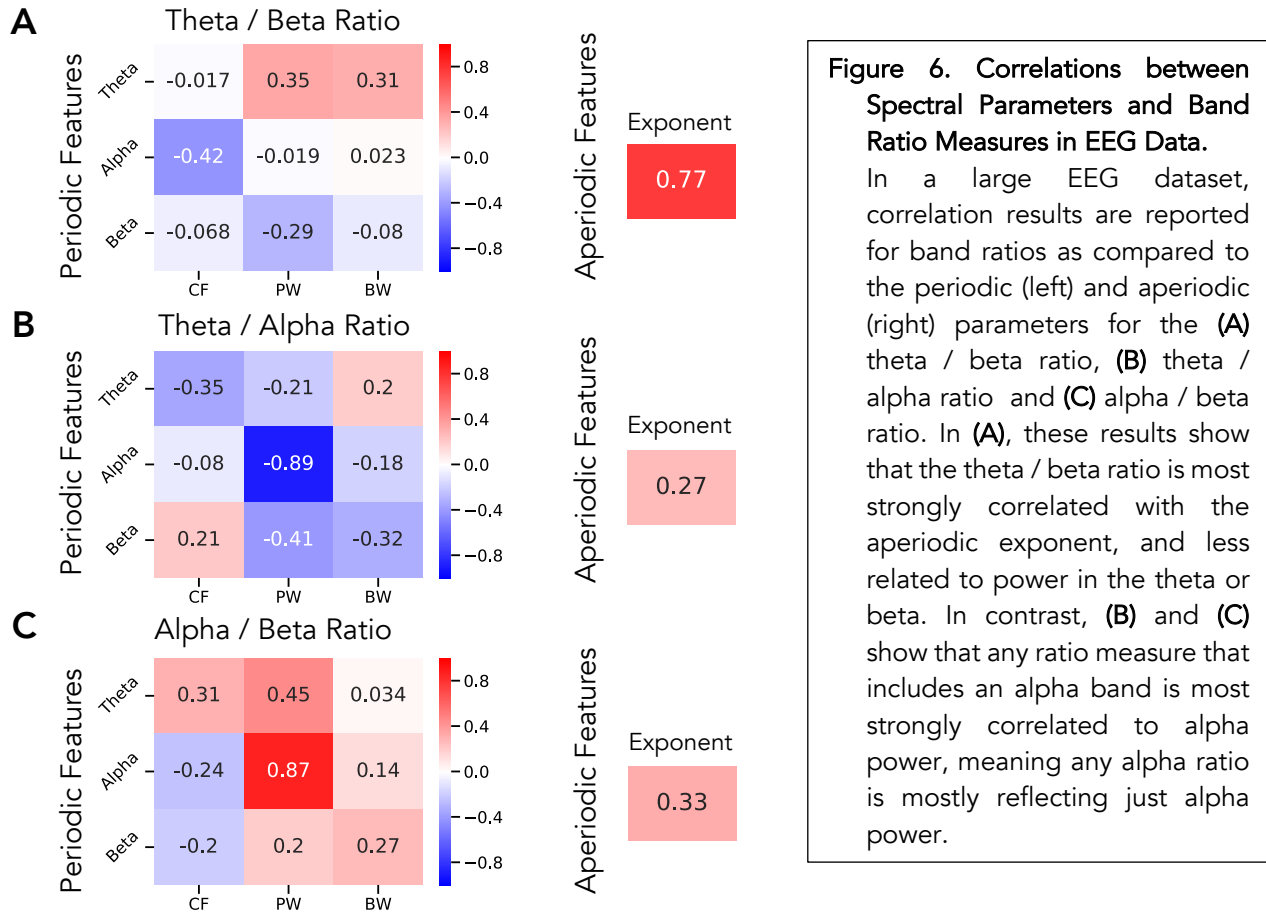 A
Theta / Beta Ratio
Periodic Features
Theta
Alpha
Beta
-0.017 0.35 0.31
-0.42 -0.019 0.023
-0.068 -0.29 -0.08
CF PW BW
0.8
0.4
0.0
−0.4
−0.8
Aperiodic Features
Exponent
0.77
B
Theta / Alpha Ratio
Periodic Features
Theta
Alpha
Beta
-0.35 -0.21 0.2
-0.08 -0.89 -0.18
0.21 -0.41 -0.32
CF PW BW
0.8
0.4
0.0
−0.4
−0.8
Aperiodic Features
Exponent
0.27
C
Alpha / Beta Ratio
Periodic Features
Theta
Alpha
Beta
0.31 0.45 0.034
-0.24 0.87 0.14
-0.2 0.2 0.27
CF PW BW
0.8
0.4
0.0
−0.4
−0.8
Aperiodic Features
Exponent
0.33
Figure 6. Correlations between
Spectral Parameters and Band
Ratio Measures in EEG Data.
In a large EEG dataset,
correlation results are reported
for band ratios as compared to
the periodic (left) and aperiodic
(right) parameters for the (A)
theta / beta ratio, (B) theta /
alpha ratio and (C) alpha / beta
ratio. In (A), these results show
that the theta / beta ratio is most
strongly correlated with the
aperiodic exponent, and less
related to power in the theta or
beta. In contrast, (B) and (C)
show that any ratio measure that
includes an alpha band is most
strongly correlated to alpha
power, meaning any alpha ratio
is mostly reflecting just alpha
power.